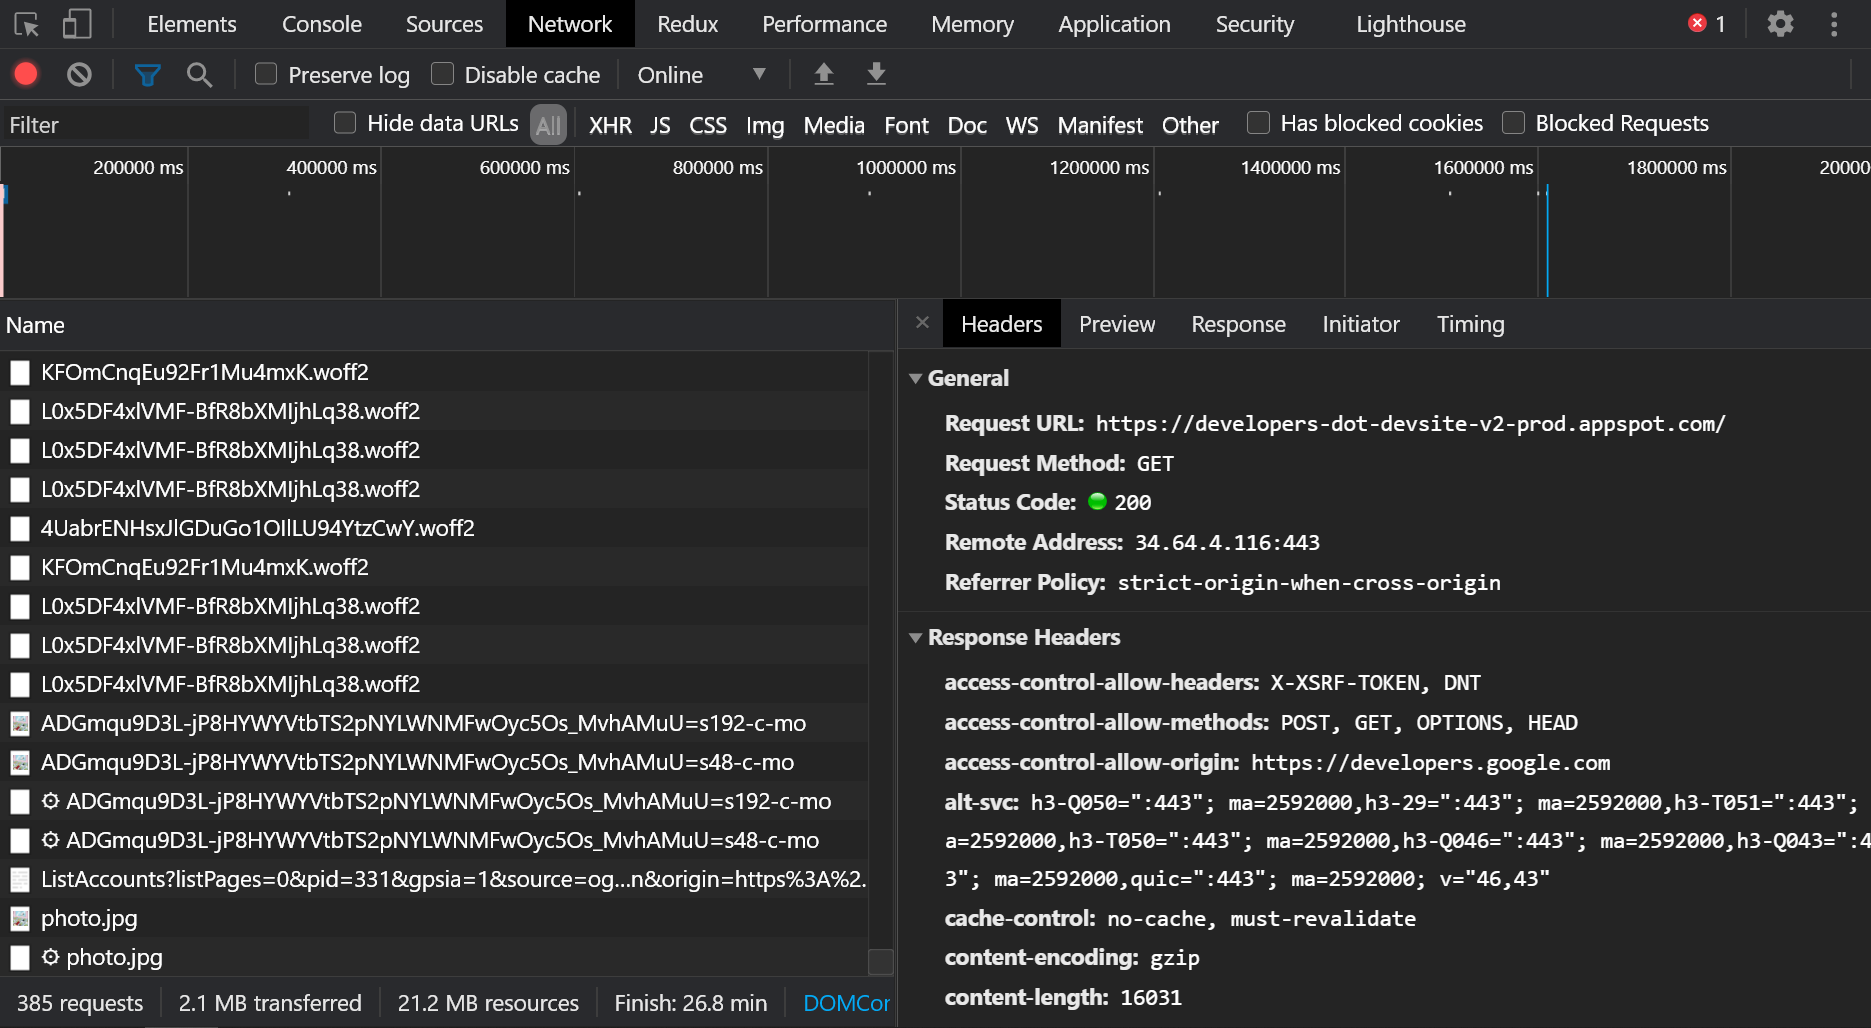 Elements Console Sources Network Redux Performance Memory Application Security Lighthouse 1
Preserve log Disable cache Online
Filter Hide data URLs All XHR JS CSS Img Media Font Doc WS Manifest Other Has blocked cookies Blocked Requests
200000 ms 400000 ms 600000 ms 800000 ms 1000000 ms 1200000 ms 1400000 ms 1600000 ms 1800000 ms 20000
Name
KFOmCnqEu92Fr1Mu4mxK.woff2
L0x5DF4xlVMF-BfR8bXMIjhLq38.woff2
L0x5DF4xlVMF-BfR8bXMIjhLq38.woff2
L0x5DF4xlVMF-BfR8bXMIjhLq38.woff2
4UabrENHsxJlGDuGo1OIlLU94YtzCwY.woff2
KFOmCnqEu92Fr1Mu4mxK.woff2
L0x5DF4xlVMF-BfR8bXMIjhLq38.woff2
L0x5DF4xlVMF-BfR8bXMIjhLq38.woff2
L0x5DF4xlVMF-BfR8bXMIjhLq38.woff2
ADGmqu9D3L-jP8HYWYVtbTS2pNYLWNMFwOyc5Os_MvhAMuU=s192-c-mo
ADGmqu9D3L-jP8HYWYVtbTS2pNYLWNMFwOyc5Os_MvhAMuU=s48-c-mo
ADGmqu9D3L-jP8HYWYVtbTS2pNYLWNMFwOyc5Os_MvhAMuU=s192-c-mo
ADGmqu9D3L-jP8HYWYVtbTS2pNYLWNMFwOyc5Os_MvhAMuU=s48-c-mo
ListAccounts?listPages=0&pid=331&gpsia=1&source=og...n&origin=https%3A%2.
photo.jpg
photo.jpg
385 requests 2.1 MB transferred 21.2 MB resources Finish: 26.8 min DOMCor
Headers Preview Response Initiator Timing
General
Request URL: https://developers-dot-devsite-v2-prod.appspot.com/
Request Method: GET
Status Code: 200
Remote Address: 34.64.4.116:443
Referrer Policy: strict-origin-when-cross-origin
Response Headers
access-control-allow-headers: X-XSRF-TOKEN, DNT
access-control-allow-methods: POST, GET, OPTIONS, HEAD
access-control-allow-origin: https://developers.google.com
alt-svc: h3-Q050=":443"; ma=2592000,h3-29=":443"; ma=2592000,h3-T051=":443";
a=2592000,h3-T050=":443"; ma=2592000,h3-Q046=":443"; ma=2592000,h3-Q043=":4
3"; ma=2592000,quic=":443"; ma=2592000; v="46,43"
cache-control: no-cache, must-revalidate
content-encoding: gzip
content-length: 16031